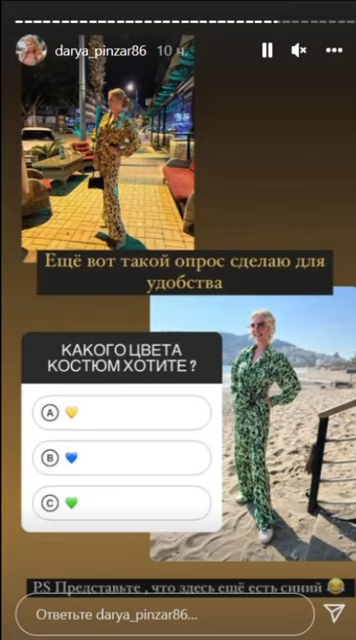 darya_pinzar86 10 ч.
Ещё вот такой опрос сделаю для
удобства
КАКОГО ЦВЕТА
КОСТЮМ ХОТИТЕ?
A 💛
B 💙
C 💚
PS Представьте , что здесь ещё есть синий 😂
Ответьте darya_pinzar86...